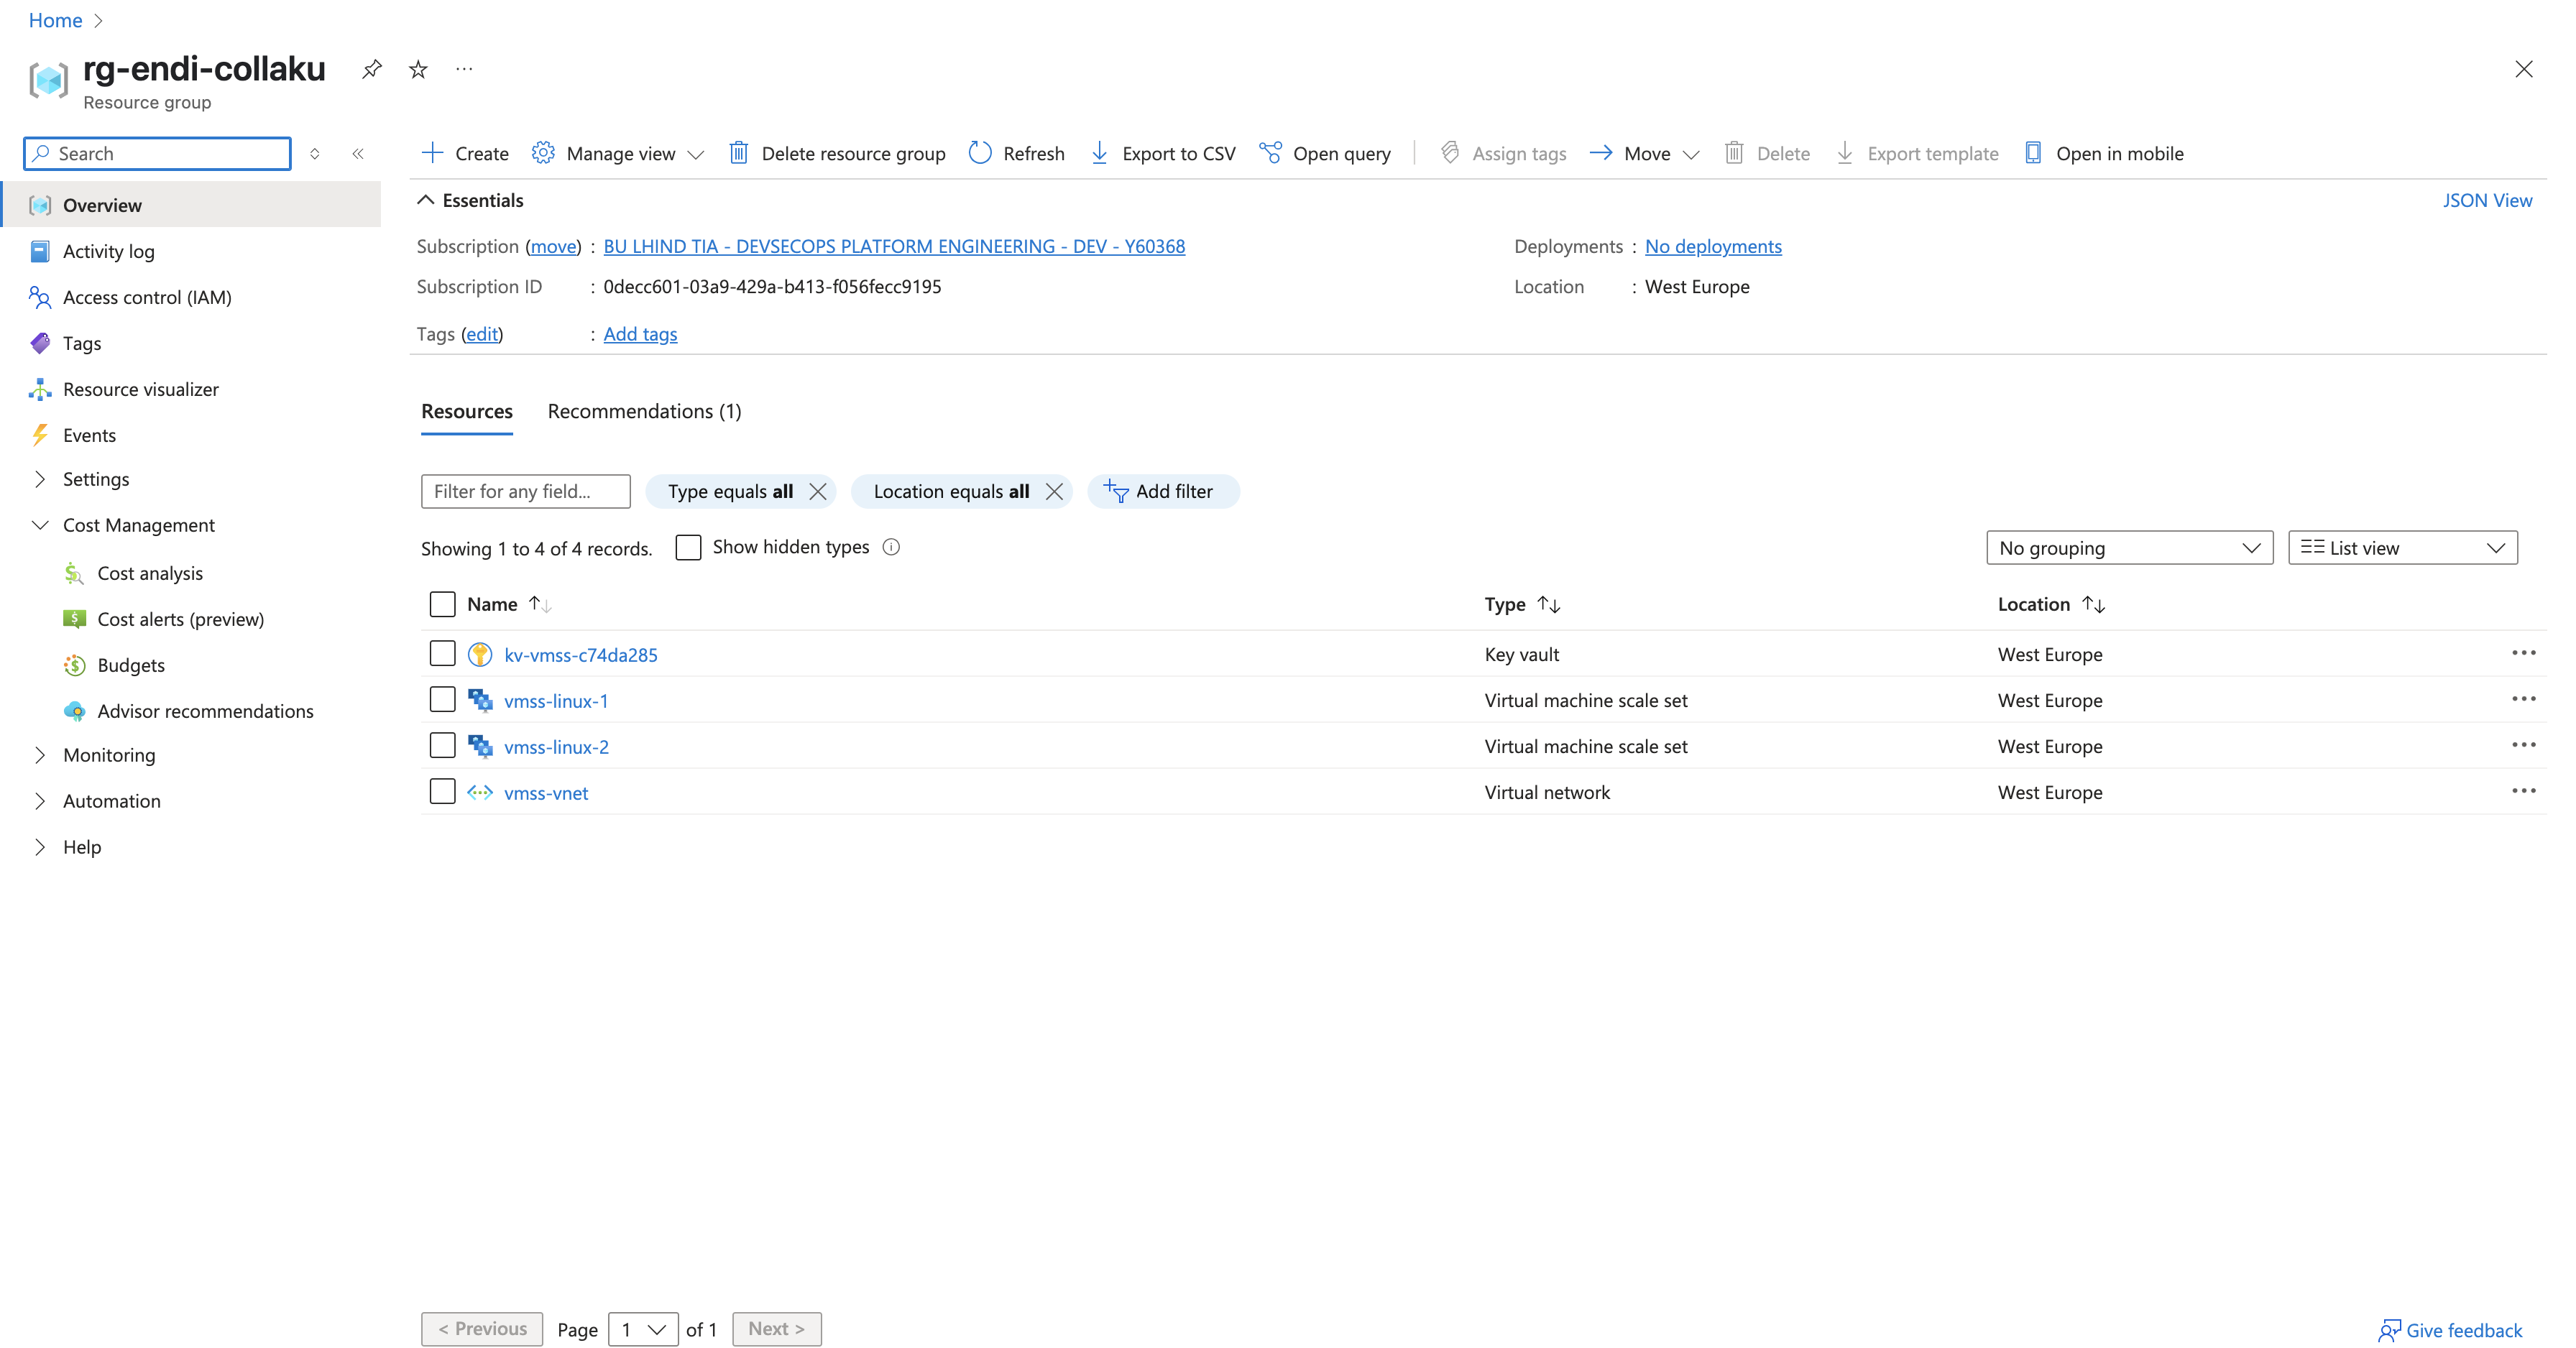 Home
rg-endi-collaku
Resource group
Search
Create Manage view Delete resource group Refresh Export to CSV Open query Assign tags Move Delete Export template Open in mobile
Overview
Activity log
Access control (IAM)
Tags
Resource visualizer
Events
Settings
Cost Management
Cost analysis
Cost alerts (preview)
Budgets
Advisor recommendations
Monitoring
Automation
Help
Essentials JSON View
Subscription (move) : BU LHIND TIA - DEVSECOPS PLATFORM ENGINEERING - DEV - Y60368 Deployments : No deployments
Subscription ID : 0decc601-03a9-429a-b413-f056fecc9195 Location : West Europe
Tags (edit) : Add tags
Resources Recommendations (1)
Filter for any field... Type equals all Location equals all Add filter
Showing 1 to 4 of 4 records. Show hidden types No grouping List view
Name Type Location
kv-vmss-c74da285 Key vault West Europe
vmss-linux-1 Virtual machine scale set West Europe
vmss-linux-2 Virtual machine scale set West Europe
vmss-vnet Virtual network West Europe
< Previous Page 1 of 1 Next > Give feedback